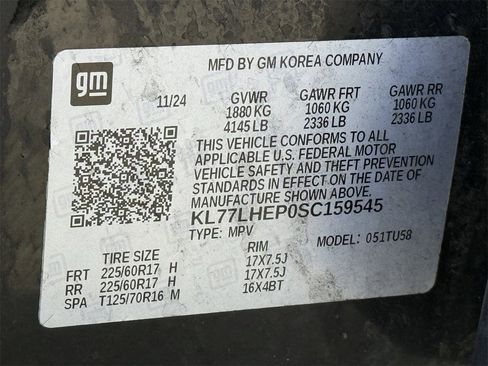 gm
MFD BY GM KOREA COMPANY
11/24 GVWR GAWR FRT GAWR RR
1880 KG 1060 KG 1060 KG
4145 LB 2336 LB 2336 LB
THIS VEHICLE CONFORMS TO ALL
APPLICABLE U.S. FEDERAL MOTOR
VEHICLE SAFETY AND THEFT PREVENTION
STANDARDS IN EFFECT ON THE DATE OF
MANUFACTURE SHOWN ABOVE.
KL77LHEP0SC159545
TYPE: MPV MODEL: 051TU58
TIRE SIZE RIM
FRT 225/60R17 H 17X7.5J
RR 225/60R17 H 17X7.5J
SPA T125/70R16 M 16X4BT